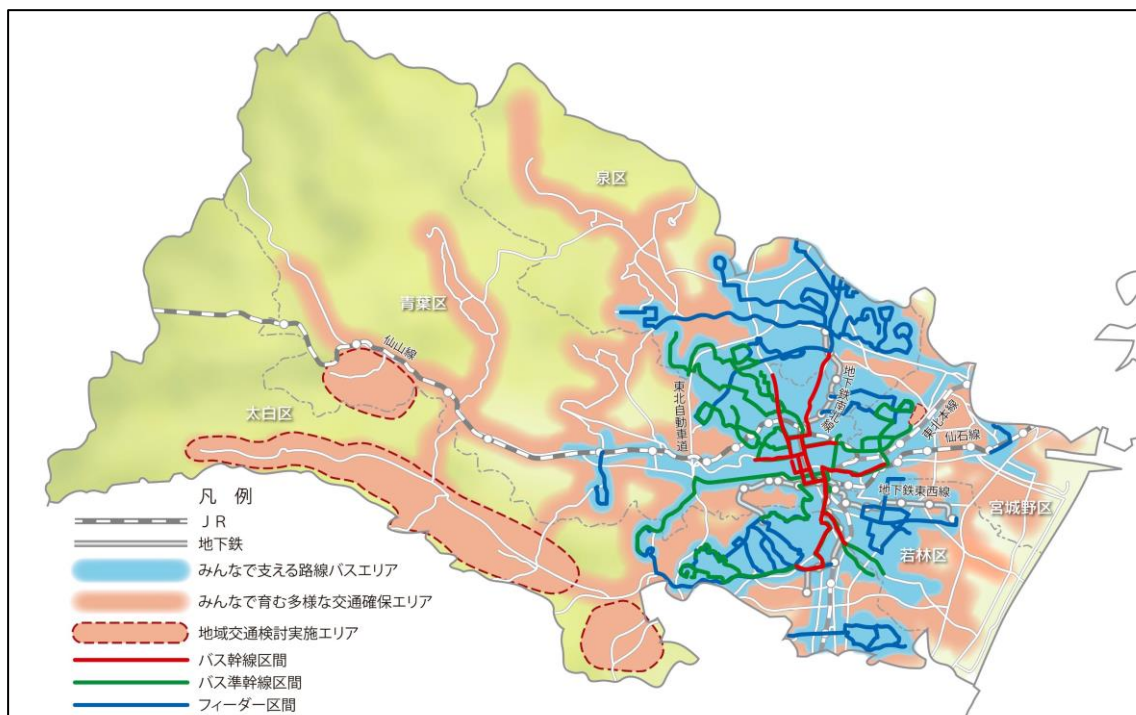 泉区
青葉区
仙山線
太白区
東北自動車道
地下鉄南北線
東北本線
仙石線
地下鉄東西線
宮城野区
若林区
凡 例
JR
地下鉄
みんなで支える路線バスエリア
みんなで育む多様な交通確保エリア
地域交通検討実施エリア
バス幹線区間
バス準幹線区間
フィーダー区間